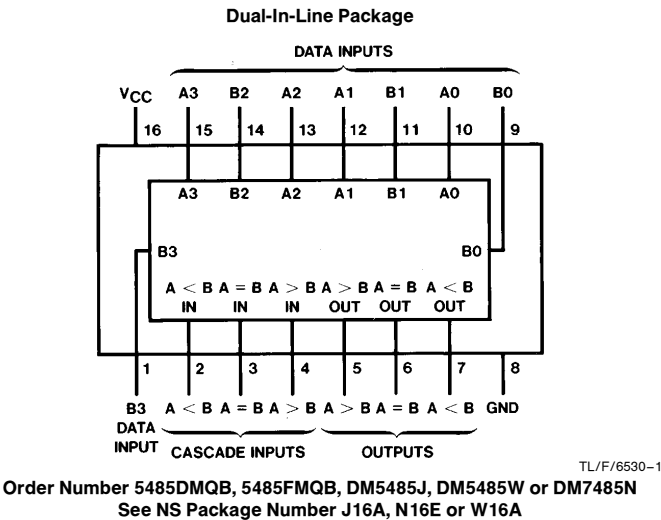 Dual-In-Line Package
DATA INPUTS
VCC A3 B2 A2 A1 B1 A0 B0
16 15 14 13 12 11 10 9
A3 B2 A2 A1 B1 A0
B3 B0
A < B A = B A > B A > B A = B A < B
IN IN IN OUT OUT OUT
1 2 3 4 5 6 7 8
B3 A < B A = B A > B A > B A = B A < B GND
DATA
INPUT CASCADE INPUTS OUTPUTS
TL/F/6530–1
Order Number 5485DMQB, 5485FMQB, DM5485J, DM5485W or DM7485N
See NS Package Number J16A, N16E or W16A